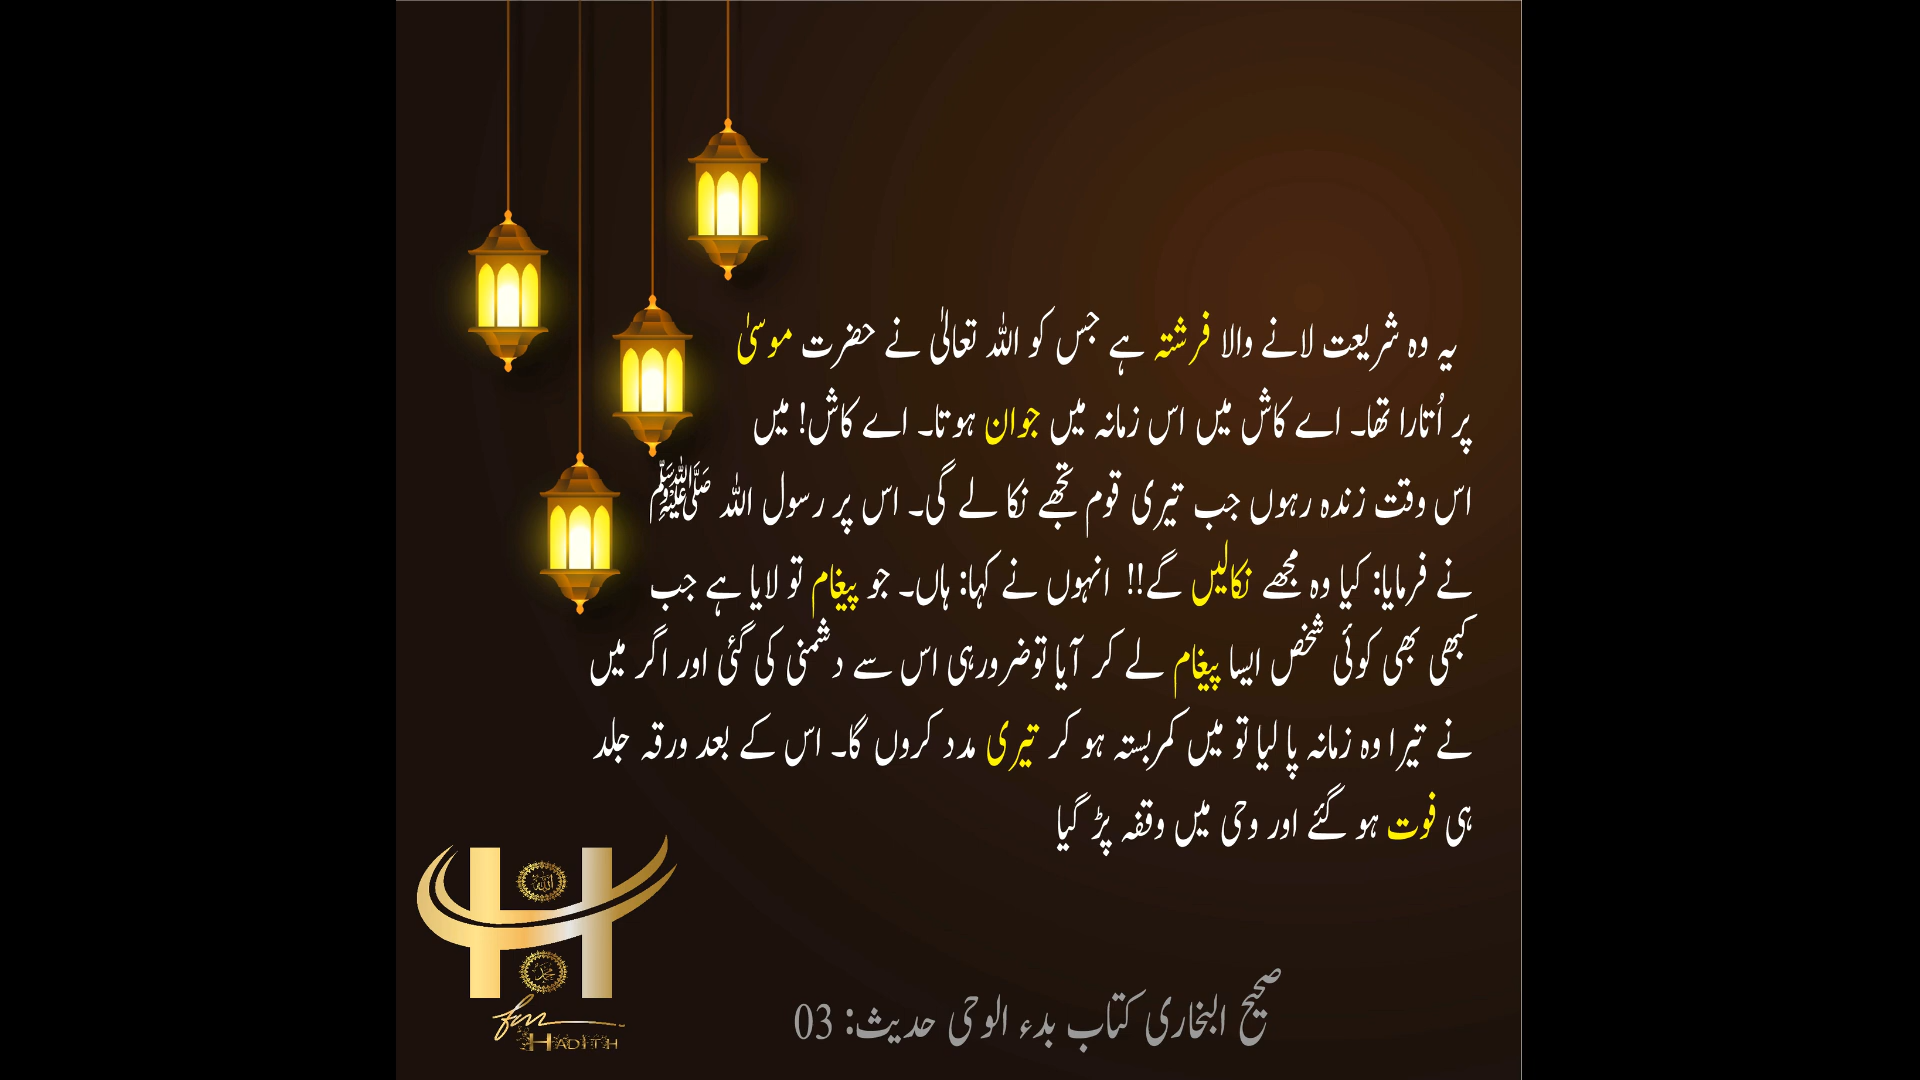 یہ وہ شریعت لانے والا فرشتہ ہے جس کو اللہ تعالیٰ نے حضرت موسیٰ
پر اُتارا تھا۔ اے کاش میں اس زمانہ میں جوان ہوتا۔ اے کاش! میں
اس وقت زندہ رہوں جب تیری قوم تجھے نکالے گی۔ اس پر رسول اللہ ﷺ
نے فرمایا: کیا وہ مجھے نکالیں گے!! انہوں نے کہا: ہاں۔ جو پیغام تو لایا ہے جب
کبھی بھی کوئی شخص ایسا پیغام لے کر آیا توضرورہی اس سے دشمنی کی گئی اور اگر میں
نے تیرا وہ زمانہ پا لیا تو میں کمربستہ ہو کر تیری مدد کروں گا۔ اس کے بعد ورقہ جلد
ہی فوت ہو گئے اور وحی میں وقفہ پڑ گیا
الله
محمد
fm
HADITH
صحیح البخاری کتاب بدء الوحی حدیث: 03